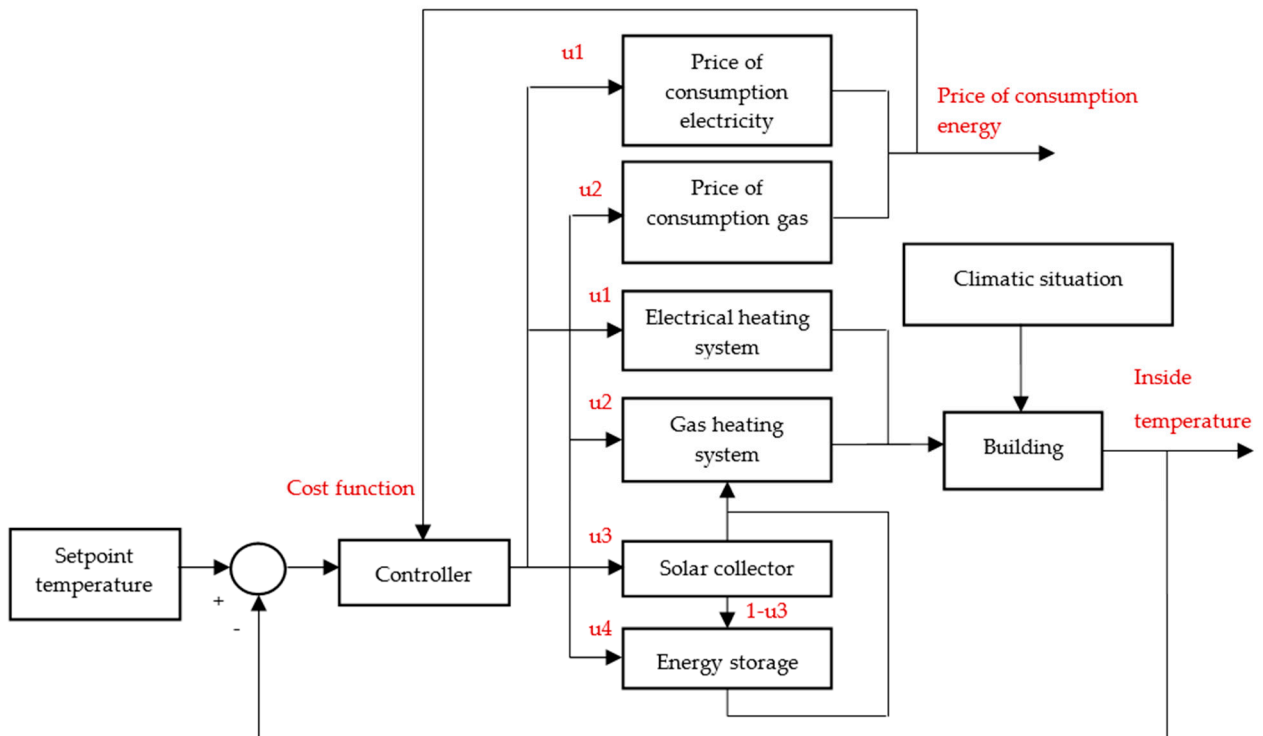 u1
Price of
consumption
electricity
Price of consumption
energy
u2
Price of
consumption gas
Climatic situation
u1
Electrical heating
system
u2
Gas heating
system
Inside
temperature
Building
Cost function
Setpoint
temperature
+
-
Controller
u3
Solar collector
1-u3
u4
Energy storage